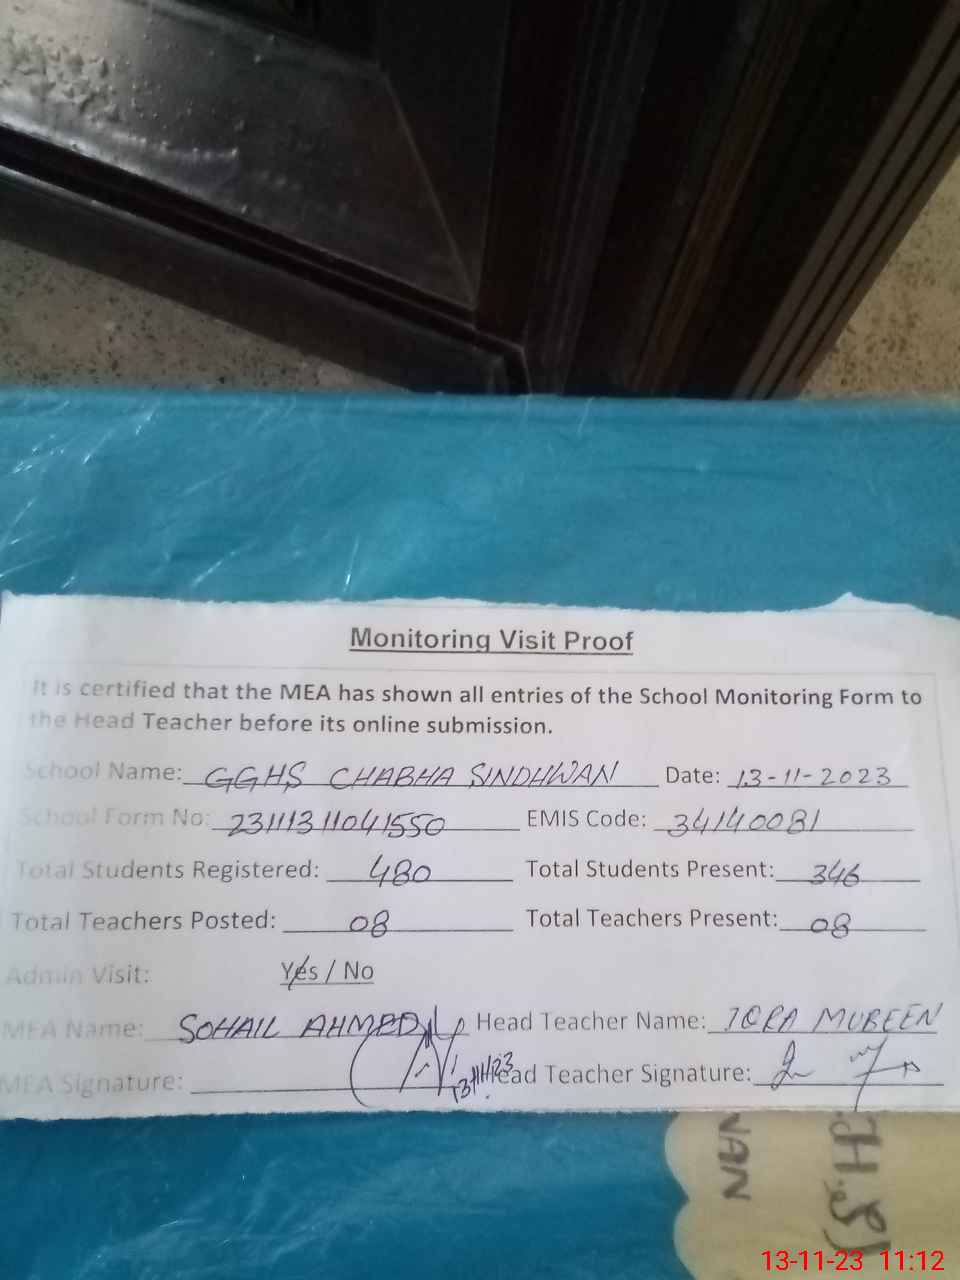 Monitoring Visit Proof
It is certified that the MEA has shown all entries of the School Monitoring Form to
the Head Teacher before its online submission.
School Name: GGHS CHABHA SINDHWAN Date: 13-11-2023
School Form No: 23111311041550 EMIS Code: 34140081
Total Students Registered: 480 Total Students Present: 346
Total Teachers Posted: 08 Total Teachers Present: 08
Admin Visit: Yes / No
MEA Name: SOHAIL AHMED Head Teacher Name: IQRA MUBEEN
MEA Signature: 13/11/23 Head Teacher Signature:
WAN
H.S
13-11-23 11:12